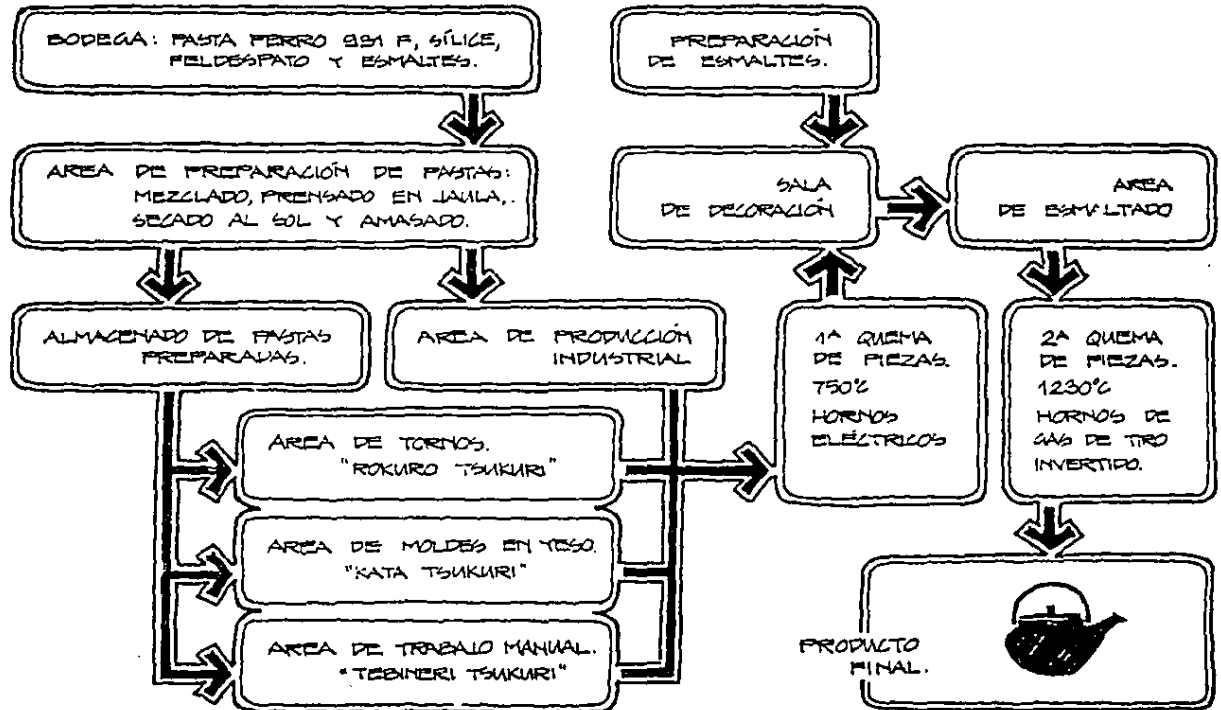 BODEGA: PASTA FERRO 991 F, SÍLICE,
FELDESPATO Y ESMALTES.
PREPARACIÓN
DE ESMALTES.
AREA DE PREPARACIÓN DE PASTAS:
MEZCLADO, PRENSADO EN JAULA,
SECADO AL SOL Y AMASADO.
SALA
DE DECORACIÓN
AREA
DE ESMALTADO
ALMACENADO DE PASTAS
PREPARADAS.
AREA DE PRODUCCIÓN
INDUSTRIAL
1ª QUEMA
DE PIEZAS.
750°C
HORNOS
ELÉCTRICOS
2ª QUEMA
DE PIEZAS.
1230°C
HORNOS DE
GAS DE TIRO
INVERTIDO.
AREA DE TORNOS.
"ROKURO TSUKURI"
AREA DE MOLDES EN YESO.
"KATA TSUKURI"
AREA DE TRABAJO MANUAL.
"TEBINERI TSUKURI"
PRODUCTO
FINAL.